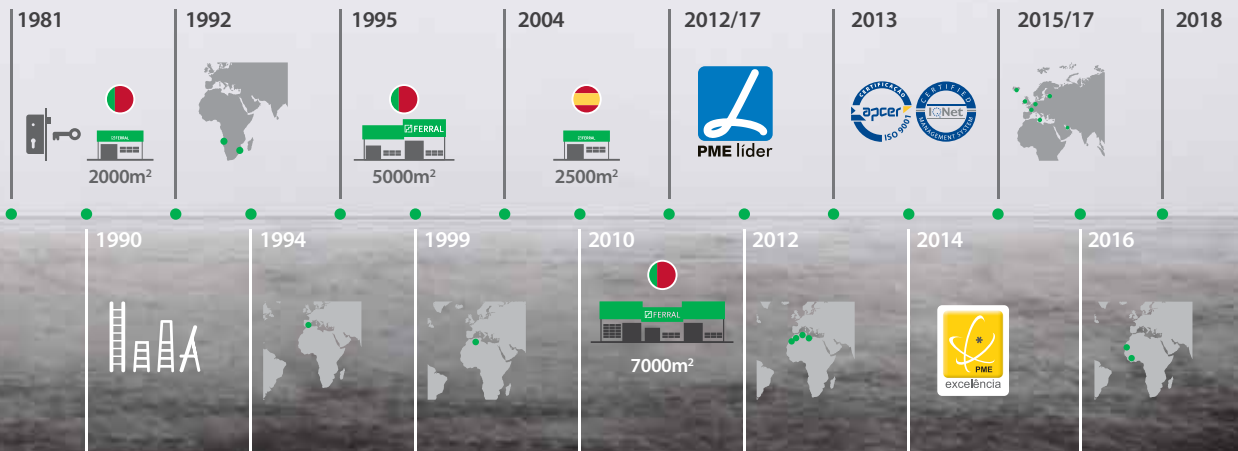 1981
1992
1995
2004
2012/17
2013
2015/17
2018
FERRAL
2000m²
FERRAL
5000m²
FERRAL
2500m²
PME líder
CERTIFICAÇÃO
apcer
ISO 9001
CERTIFIED
IQNet
MANAGEMENT SYSTEM
1990
1994
1999
2010
2012
2014
2016
FERRAL
7000m²
PME
excelência